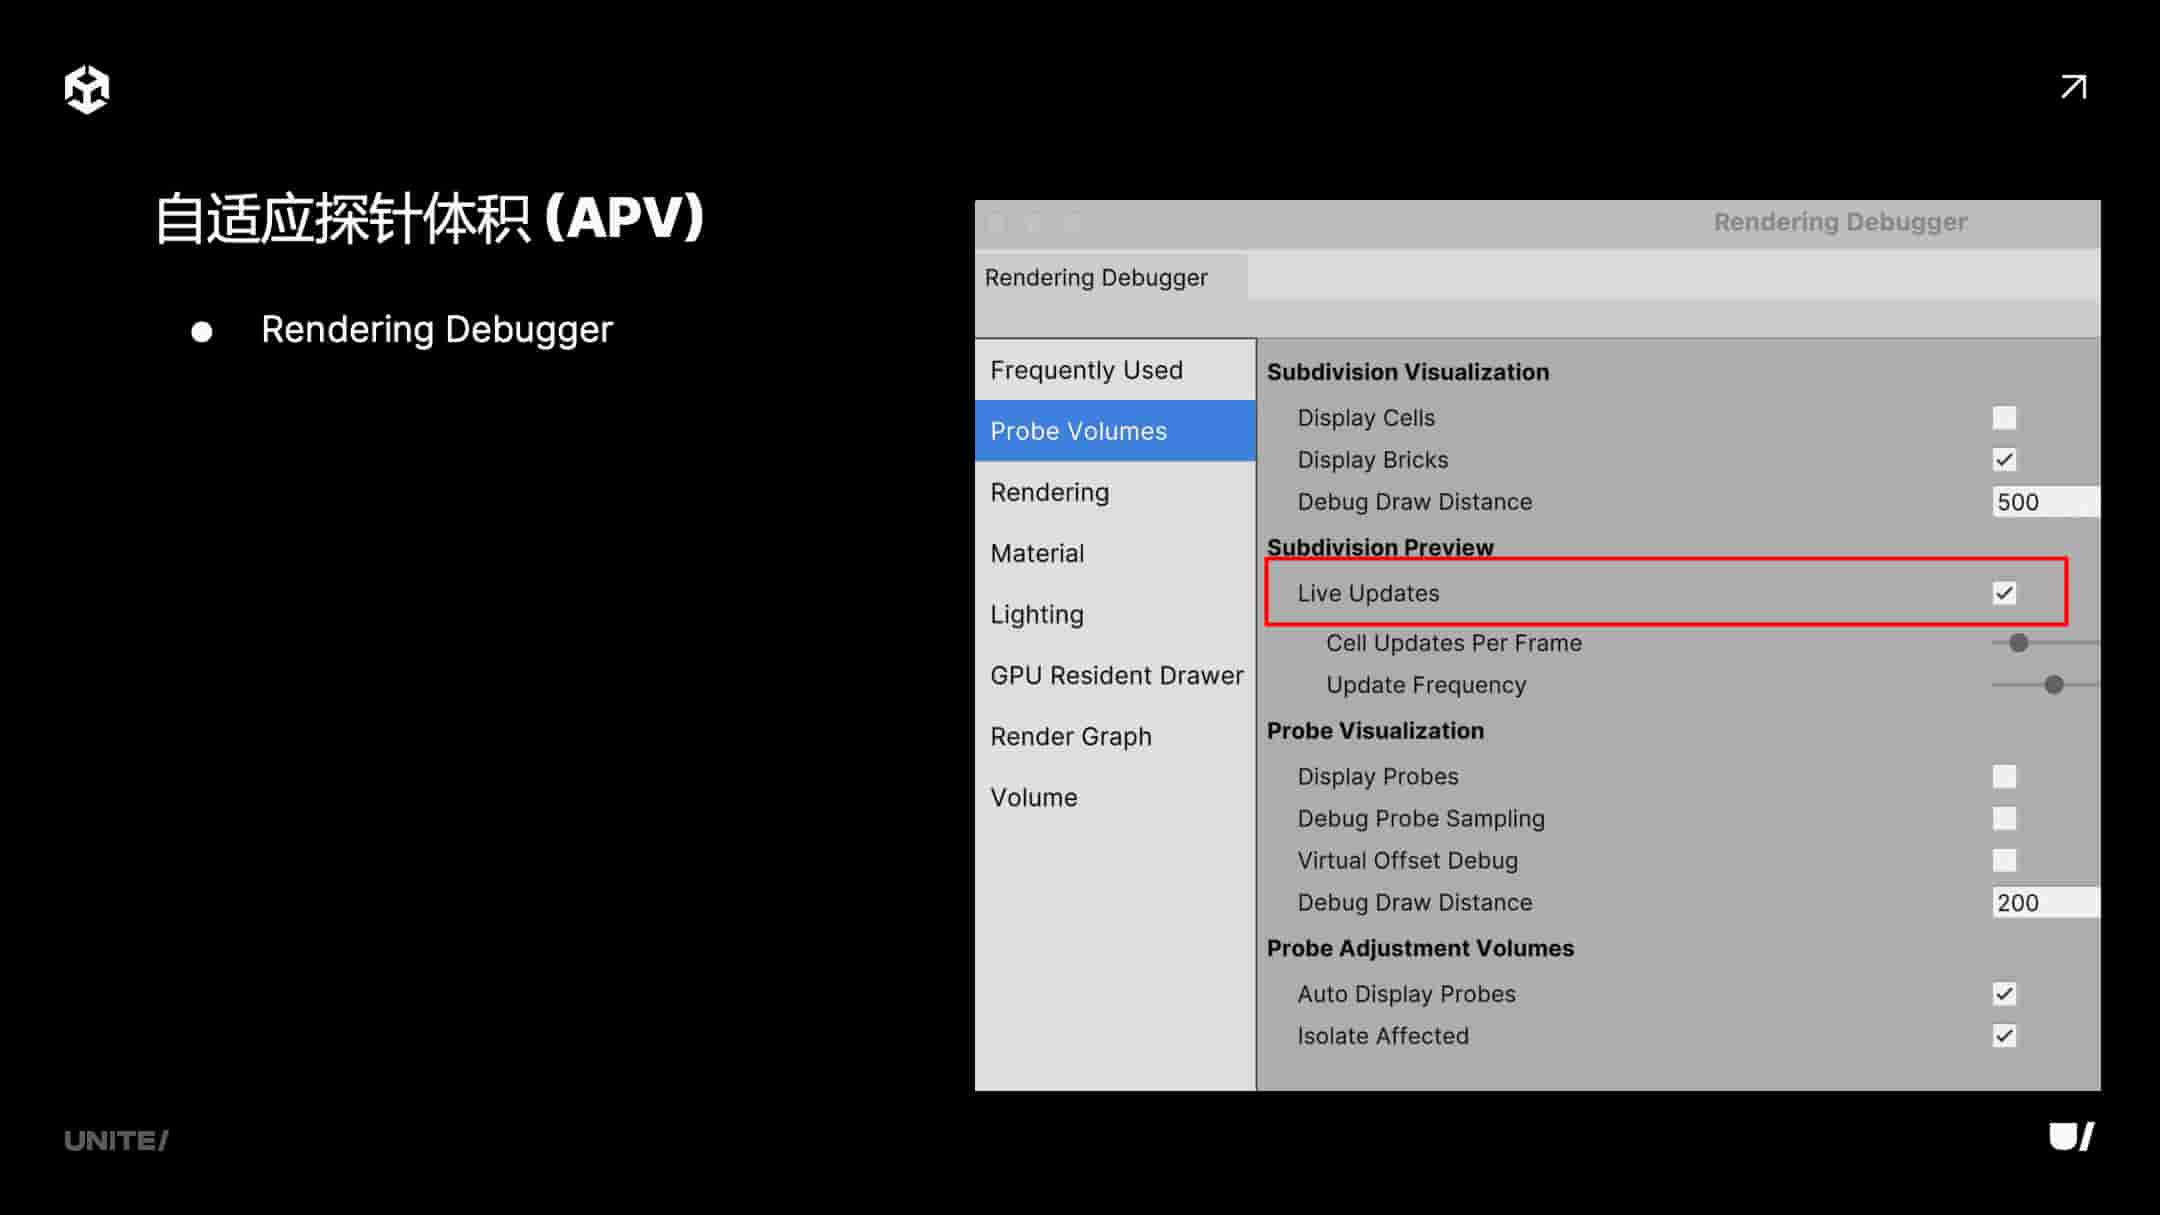 自适应探针体积 (APV)
● Rendering Debugger
Rendering Debugger
Rendering Debugger
Frequently Used
Probe Volumes
Rendering
Material
Lighting
GPU Resident Drawer
Render Graph
Volume
Subdivision Visualization
Display Cells
Display Bricks
Debug Draw Distance 500
Subdivision Preview
Live Updates
Cell Updates Per Frame
Update Frequency
Probe Visualization
Display Probes
Debug Probe Sampling
Virtual Offset Debug
Debug Draw Distance 200
Probe Adjustment Volumes
Auto Display Probes
Isolate Affected
UNITE/
U/